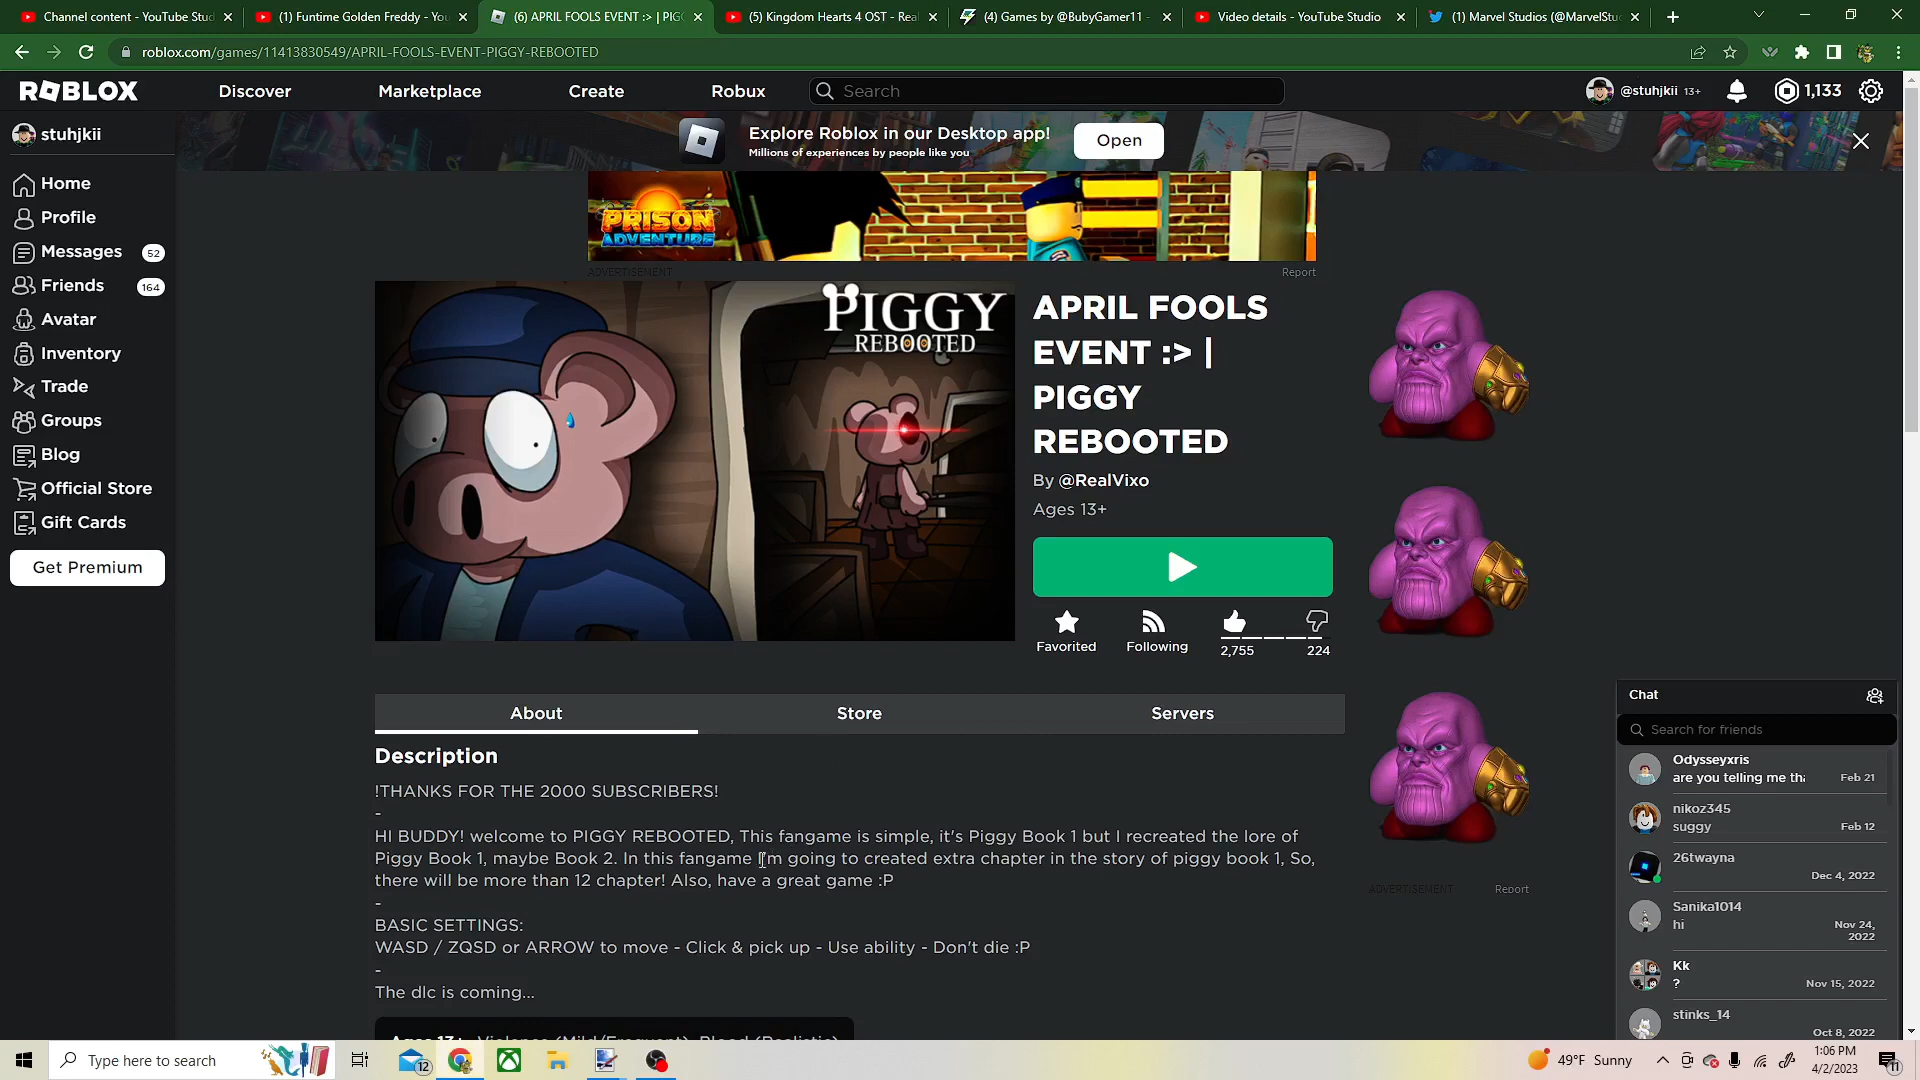 Channel content - YouTube Stud
(1) Funtime Golden Freddy - You
(6) APRIL FOOLS EVENT :> | PIG
(5) Kingdom Hearts 4 OST - Rea
(4) Games by @BubyGamer11 -
Video details - YouTube Studio
(1) Marvel Studios (@MarvelStu
roblox.com/games/11413830549/APRIL-FOOLS-EVENT-PIGGY-REBOOTED
ROBLOX
Discover
Marketplace
Create
Robux
Search
@stuhjkii 13+
1,133
stuhjkii
Home
Profile
Messages 52
Friends 164
Avatar
Inventory
Trade
Groups
Blog
Official Store
Gift Cards
Get Premium
Explore Roblox in our Desktop app!
Millions of experiences by people like you
Open
PRISON
ADVENTURE
ADVERTISEMENT
Report
PIGGY
REBOOTED
APRIL FOOLS
EVENT :> |
PIGGY
REBOOTED
By @RealVixo
Ages 13+
Favorited
Following
2,755
224
About
Store
Servers
Description
!THANKS FOR THE 2000 SUBSCRIBERS!
-
HI BUDDY! welcome to PIGGY REBOOTED, This fangame is simple, it's Piggy Book 1 but I recreated the lore of
Piggy Book 1, maybe Book 2. In this fangame I'm going to created extra chapter in the story of piggy book 1, So,
there will be more than 12 chapter! Also, have a great game :P
-
BASIC SETTINGS:
WASD / ZQSD or ARROW to move - Click & pick up - Use ability - Don't die :P
-
The dlc is coming...
Ages 13+ Violence (Mild/Frequent), Blood (Realistic)
ADVERTISEMENT
Report
Chat
Search for friends
Odysseyxris
are you telling me tha Feb 21
nikoz345
suggy Feb 12
26twayna
Dec 4, 2022
Sanika1014
hi Nov 24,
2022
Kk
? Nov 15, 2022
stinks_14
Oct 8, 2022
Type here to search
12
49°F Sunny
1:06 PM
4/2/2023
11